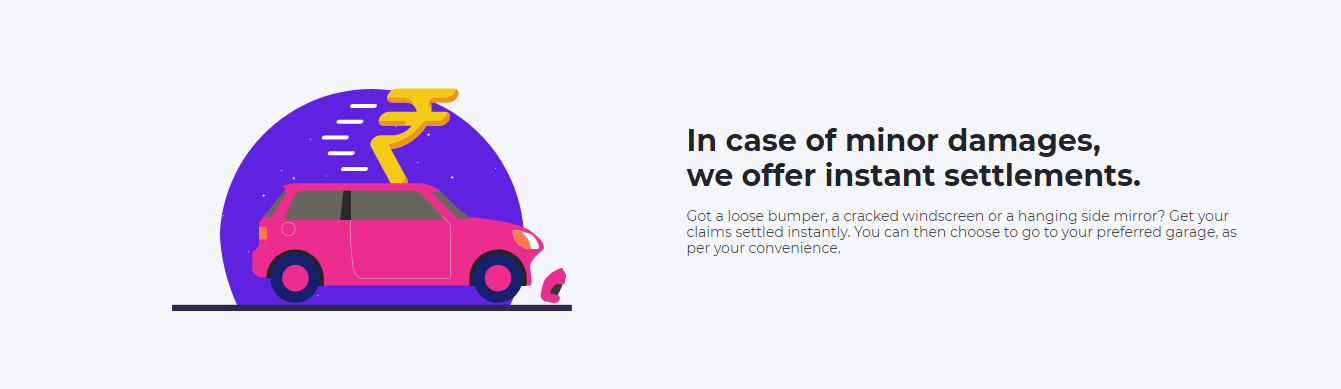 In case of minor damages,
we offer instant settlements.
Got a loose bumper, a cracked windscreen or a hanging side mirror? Get your
claims settled instantly. You can then choose to go to your preferred garage, as
per your convenience.